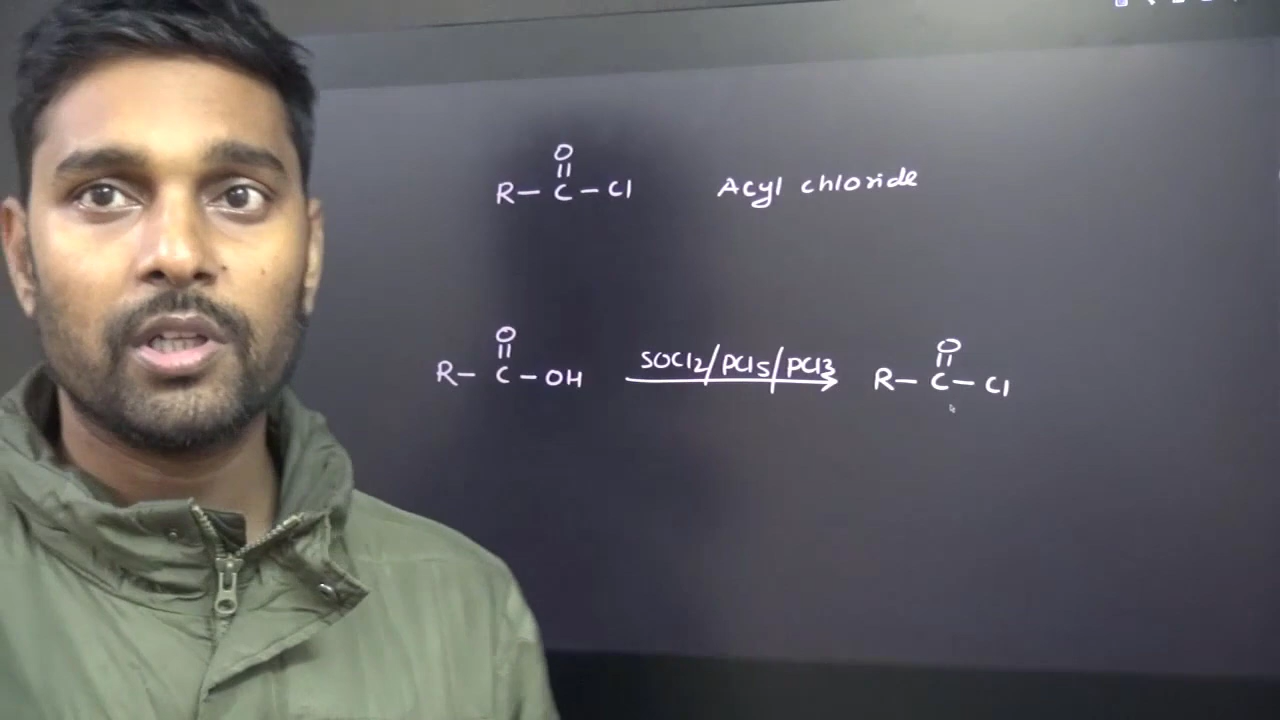 O
||
R – C – Cl Acyl chloride
O
||
R – C – OH SOCl2/PCl5/PCl3 R – C – Cl
O
||